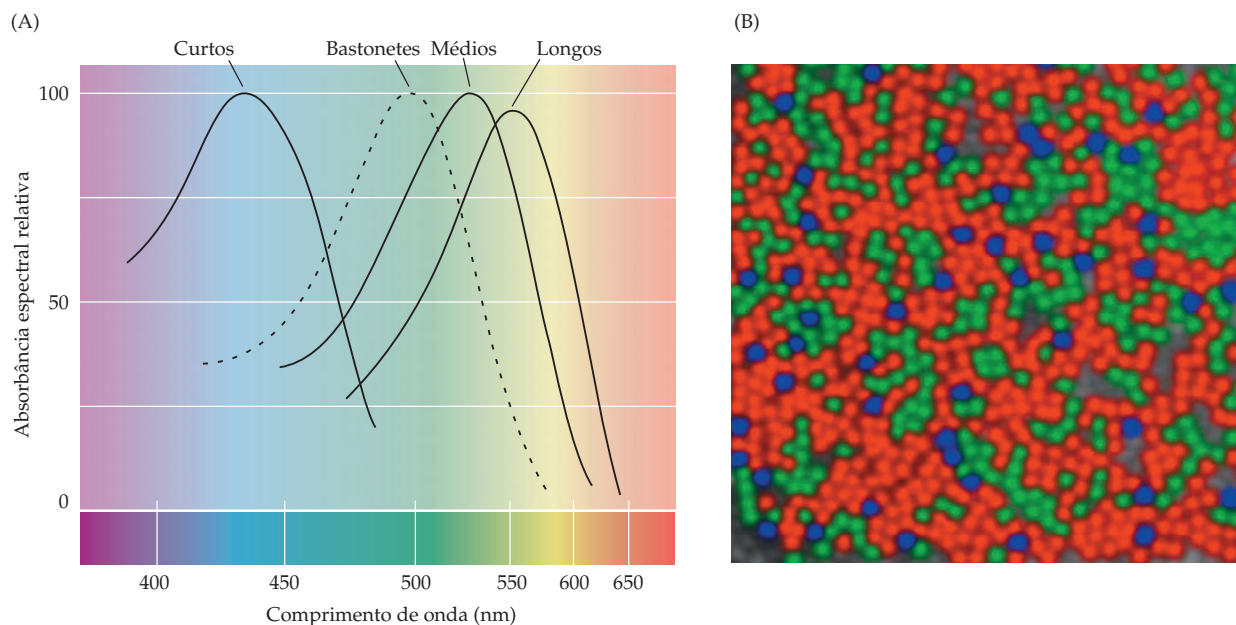 (A)
(B)
Curtos
Bastonetes
Médios
Longos
100
50
0
Absorbância espectral relativa
400
450
500
550
600
650
Comprimento de onda (nm)